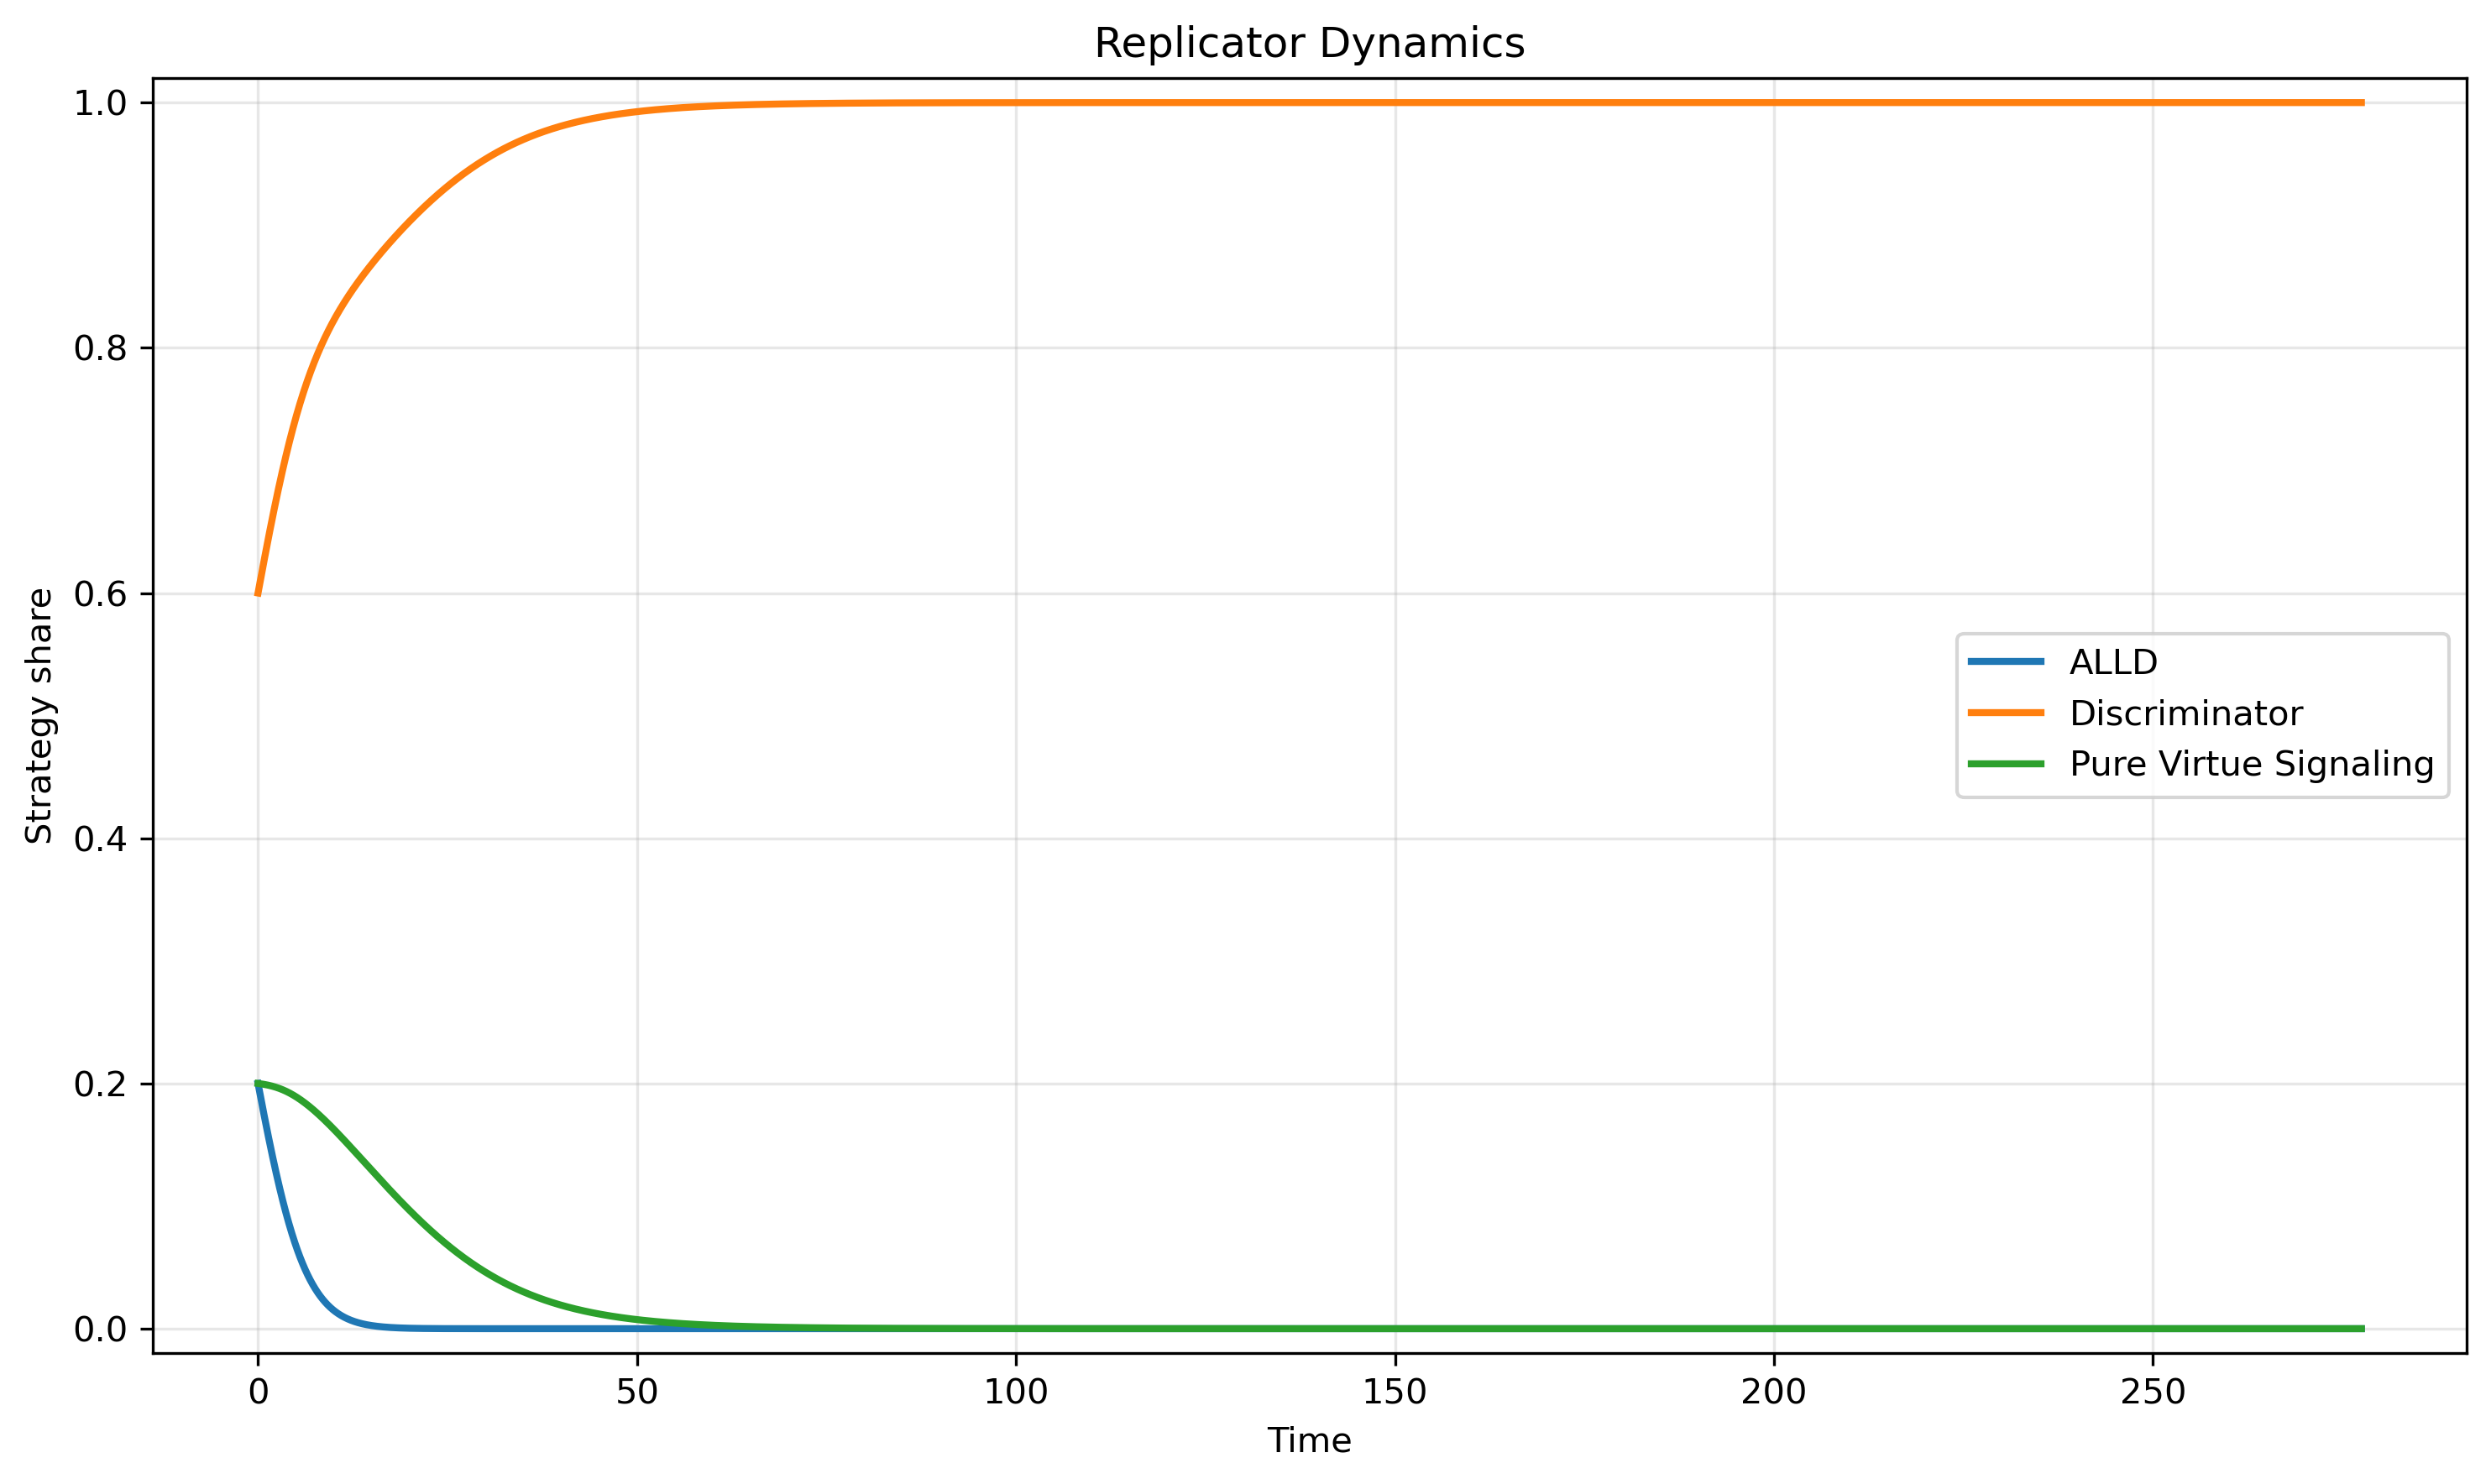 Replicator Dynamics
Strategy share
1.0
0.8
0.6
0.4
0.2
0.0
ALLD
Discriminator
Pure Virtue Signaling
0 50 100 150 200 250
Time